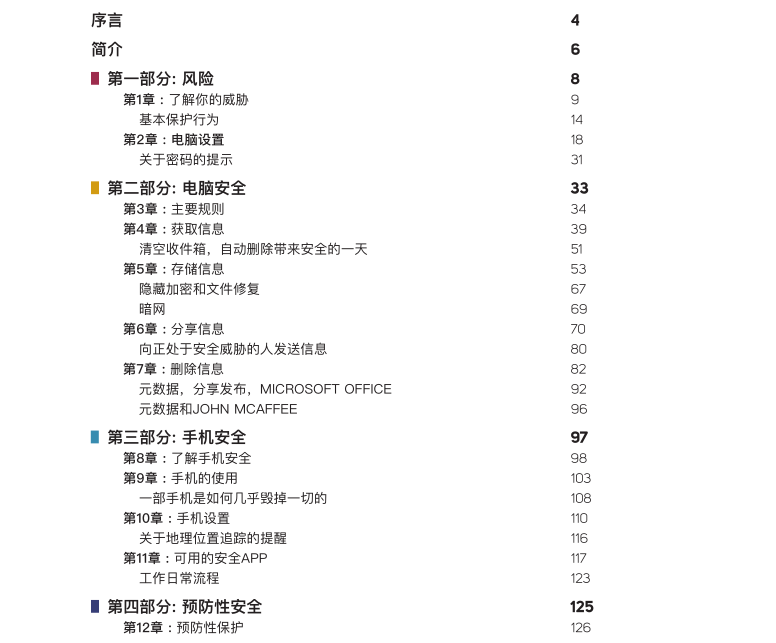 序言 4
简介 6
第一部分: 风险 8
第1章：了解你的威胁 9
基本保护行为 14
第2章：电脑设置 18
关于密码的提示 31
第二部分: 电脑安全 33
第3章：主要规则 34
第4章：获取信息 39
清空收件箱，自动删除带来安全的一天 51
第5章：存储信息 53
隐藏加密和文件修复 67
暗网 69
第6章：分享信息 70
向正处于安全威胁的人发送信息 80
第7章：删除信息 82
元数据，分享发布，MICROSOFT OFFICE 92
元数据和JOHN MCAFFEE 96
第三部分: 手机安全 97
第8章：了解手机安全 98
第9章：手机的使用 103
一部手机是如何几乎毁掉一切的 108
第10章：手机设置 110
关于地理位置追踪的提醒 116
第11章：可用的安全APP 117
工作日常流程 123
第四部分: 预防性安全 125
第12章：预防性保护 126